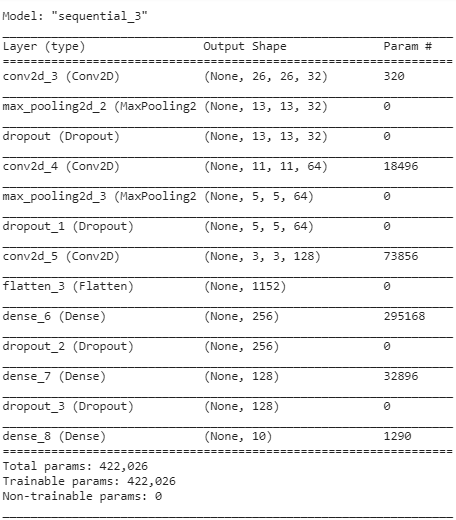 Model: "sequential_3"
Layer (type) Output Shape Param #
conv2d_3 (Conv2D) (None, 26, 26, 32) 320
max_pooling2d_2 (MaxPooling2 (None, 13, 13, 32) 0
dropout (Dropout) (None, 13, 13, 32) 0
conv2d_4 (Conv2D) (None, 11, 11, 64) 18496
max_pooling2d_3 (MaxPooling2 (None, 5, 5, 64) 0
dropout_1 (Dropout) (None, 5, 5, 64) 0
conv2d_5 (Conv2D) (None, 3, 3, 128) 73856
flatten_3 (Flatten) (None, 1152) 0
dense_6 (Dense) (None, 256) 295168
dropout_2 (Dropout) (None, 256) 0
dense_7 (Dense) (None, 128) 32896
dropout_3 (Dropout) (None, 128) 0
dense_8 (Dense) (None, 10) 1290
Total params: 422,026
Trainable params: 422,026
Non-trainable params: 0